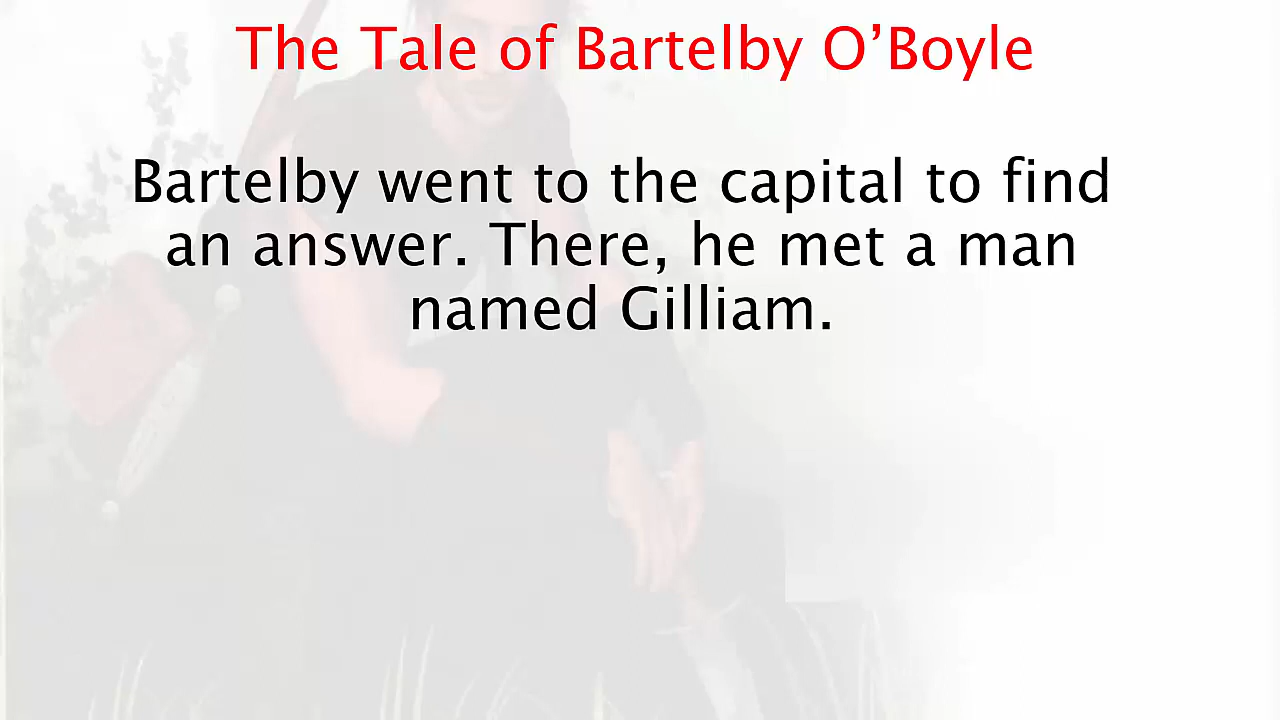 The Tale of Bartelby O’Boyle
Bartelby went to the capital to find
an answer. There, he met a man
named Gilliam.